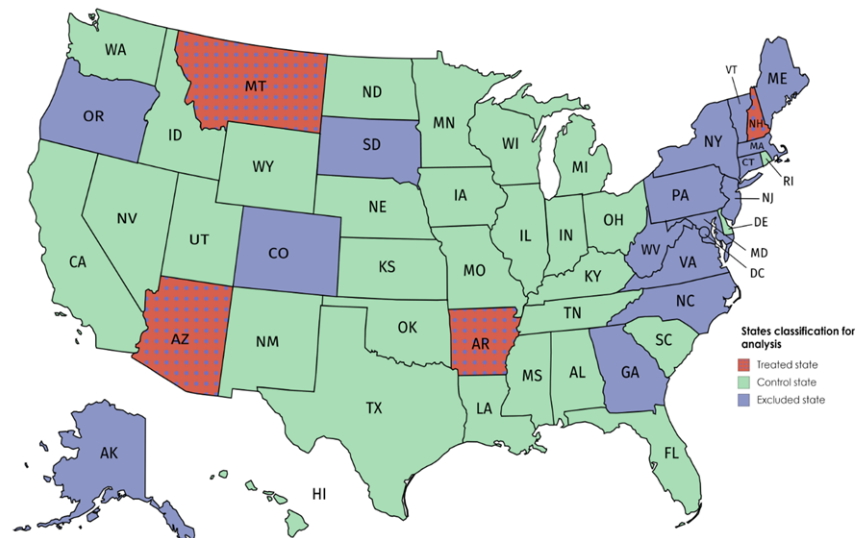 WA
MT
ND
MN
VT
ME
OR
ID
SD
WI
NY
NH
MA
CT
RI
WY
MI
IA
PA
NJ
NE
OH
DE
NV
UT
IL
IN
MD
CO
WV
VA
DC
CA
KS
MO
KY
NC
TN
AZ
OK
NM
AR
SC
States classification for
analysis
Treated state
Control state
Excluded state
MS
AL
GA
TX
LA
FL
AK
HI